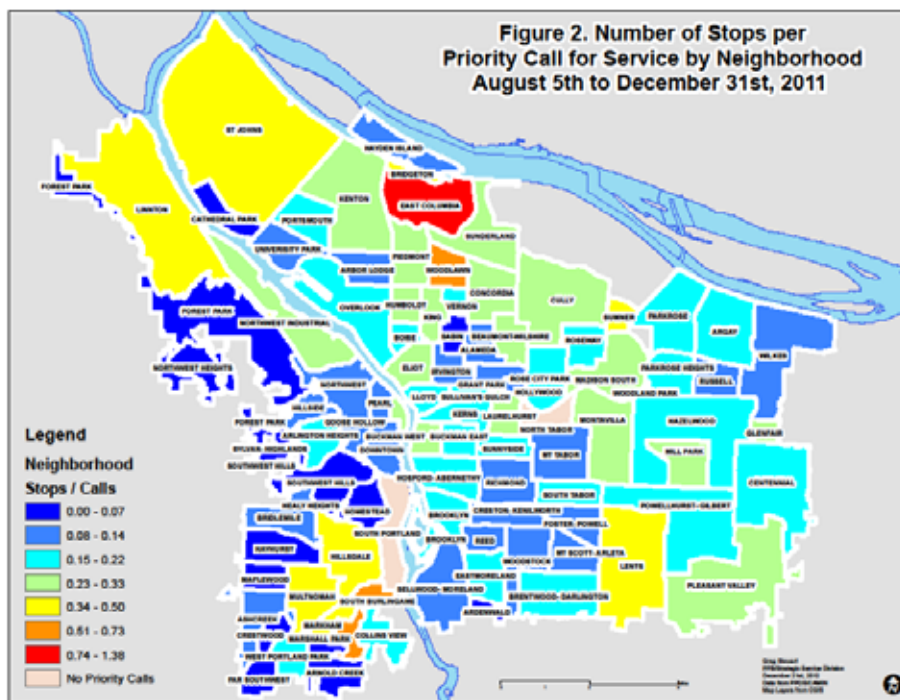 Figure 2. Number of Stops per
Priority Call for Service by Neighborhood
August 5th to December 31st, 2011
HAYDEN ISLAND
ST JOHNS
BRIDGETON
FOREST PARK
LINNTON
KENTON
EAST COLUMBIA
CATHEDRAL PARK
PORTSMOUTH
SUNDERLAND
UNIVERSITY PARK
PIEDMONT
ARBOR LODGE
WOODLAWN
CONCORDIA
CULLY
OVERLOOK
HUMBOLDT
VERNON
FOREST PARK
KING
SUMNER
PARKROSE
NORTHWEST INDUSTRIAL
ARGAY
BOISE
SABIN
BEAUMONT-WILSHIRE
ROSEWAY
ALAMEDA
WILKES
NORTHWEST HEIGHTS
ELIOT
IRVINGTON
PARKROSE HEIGHTS
ROSE CITY PARK
MADISON SOUTH
RUSSELL
NORTHWEST
GRANT PARK
HOLLYWOOD
WOODLAND PARK
HILLSIDE
PEARL
LLOYD
SULLIVAN'S GULCH
FOREST PARK
GOOSE HOLLOW
KERNS
LAURELHURST
MONTAVILLA
HAZELWOOD
ARLINGTON HEIGHTS
BUCKMAN WEST
BUCKMAN EAST
NORTH TABOR
GLENFAIR
SYLVAN-HIGHLANDS
DOWNTOWN
SUNNYSIDE
MT TABOR
MILL PARK
SOUTHWEST HILLS
HOSFORD-ABERNETHY
CENTENNIAL
SOUTHWEST HILLS
RICHMOND
SOUTH TABOR
HEALY HEIGHTS
HOMESTEAD
POWELLHURST-GILBERT
BRIDLEMILE
BROOKLYN
CRESTON-KENILWORTH
FOSTER-POWELL
SOUTH PORTLAND
BROOKLYN
REED
HAYHURST
HILLSDALE
WOODSTOCK
MT SCOTT-ARLETA
LENTS
MAPLEWOOD
EASTMORELAND
PLEASANT VALLEY
MULTNOMAH
SELLWOOD-MORELAND
BRENTWOOD-DARLINGTON
SOUTH BURLINGAME
ARDENWALD
ASHCREEK
MARKHAM
CRESTWOOD
MARSHALL PARK
COLLINS VIEW
WEST PORTLAND PARK
FAR SOUTHWEST
ARNOLD CREEK
Legend
Neighborhood
Stops / Calls
0.00 - 0.07
0.08 - 0.14
0.15 - 0.22
0.23 - 0.33
0.34 - 0.50
0.51 - 0.73
0.74 - 1.38
No Priority Calls